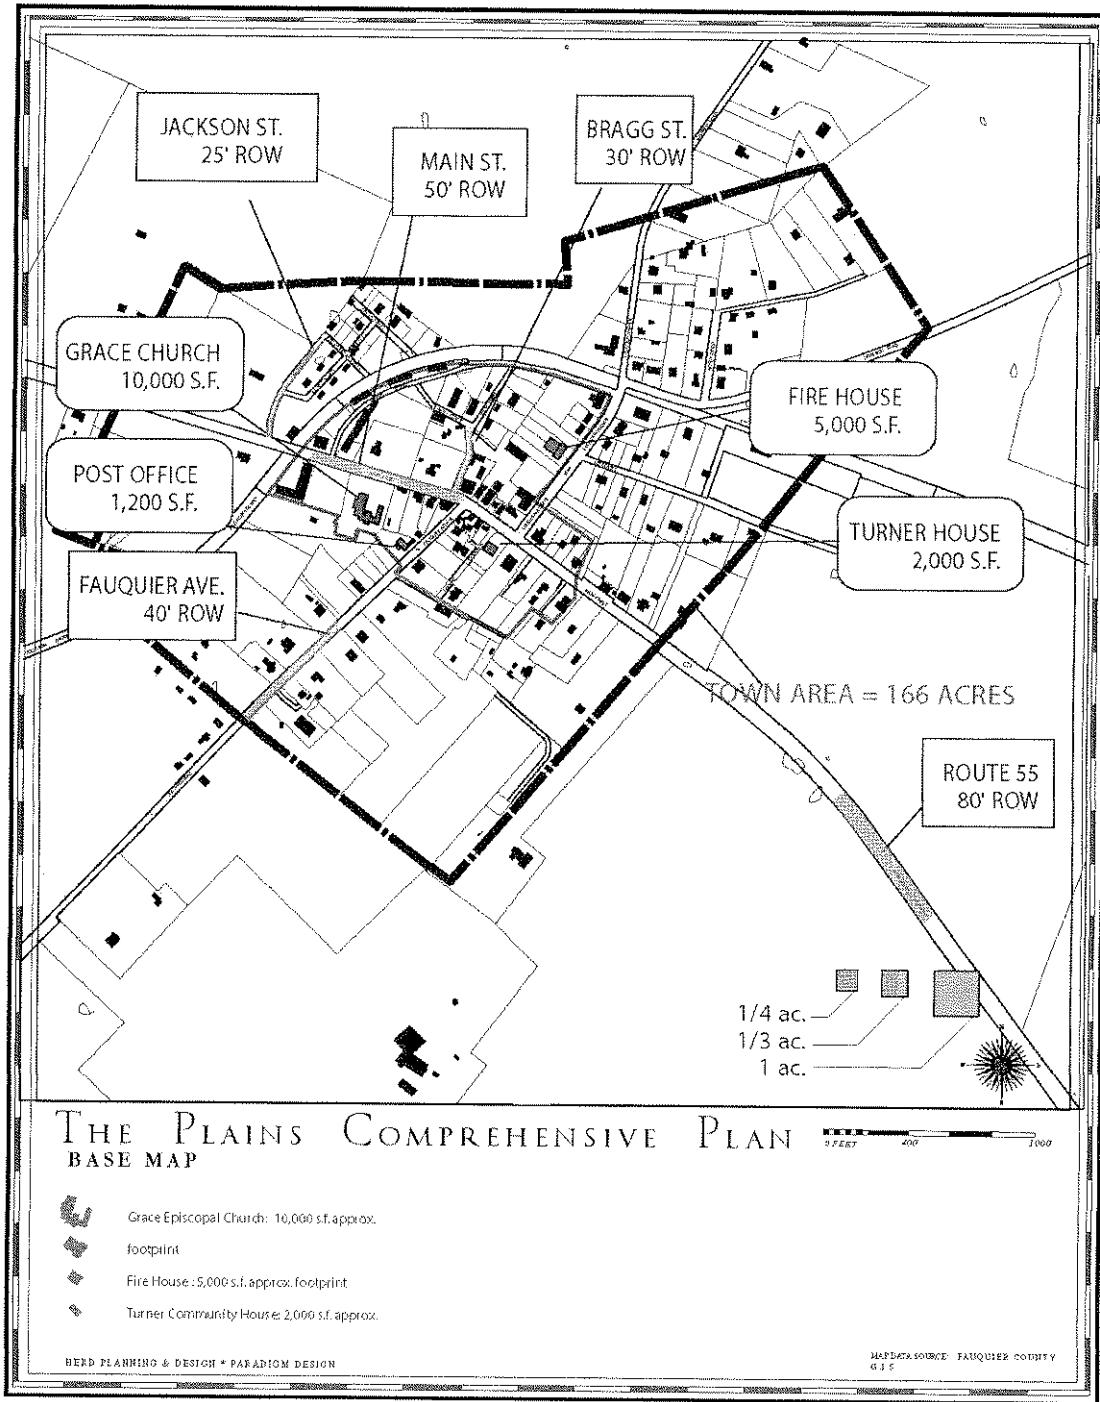 JACKSON ST.
25' ROW
MAIN ST.
50' ROW
BRAGG ST.
30' ROW
GRACE CHURCH
10,000 S.F.
FIRE HOUSE
5,000 S.F.
POST OFFICE
1,200 S.F.
TURNER HOUSE
2,000 S.F.
FAUQUIER AVE.
40' ROW
TOWN AREA = 166 ACRES
ROUTE 55
80' ROW
1/4 ac.
1/3 ac.
1 ac.
THE PLAINS COMPREHENSIVE PLAN
0 FEET 400 1000
BASE MAP
Grace Episcopal Church: 10,000 s.f. approx.
footprint
Fire House : 5,000 s.f. approx. footprint
Turner Community House: 2,000 s.f. approx.
HERD PLANNING & DESIGN * PARADIGM DESIGN
MAP DATA SOURCE: FAUQUIER COUNTY
G I S